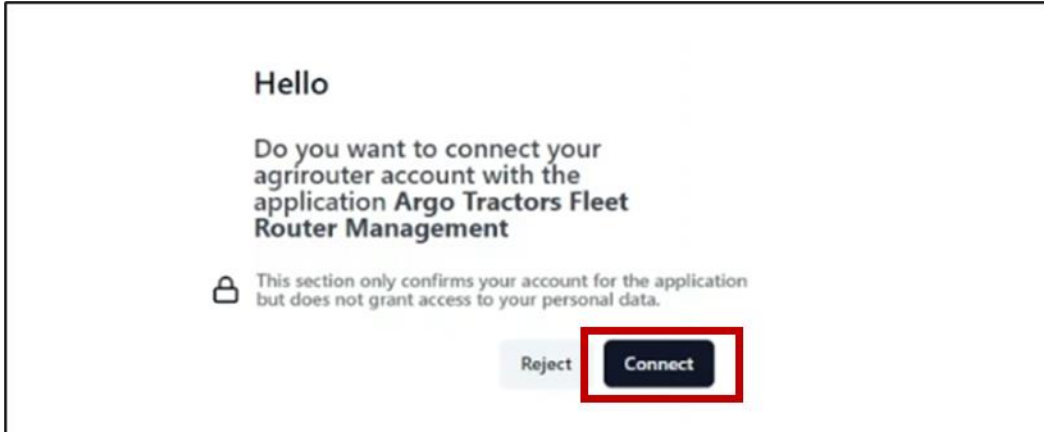 Hello
Do you want to connect your
agrirouter account with the
application Argo Tractors Fleet
Router Management
This section only confirms your account for the application
but does not grant access to your personal data.
Reject
Connect